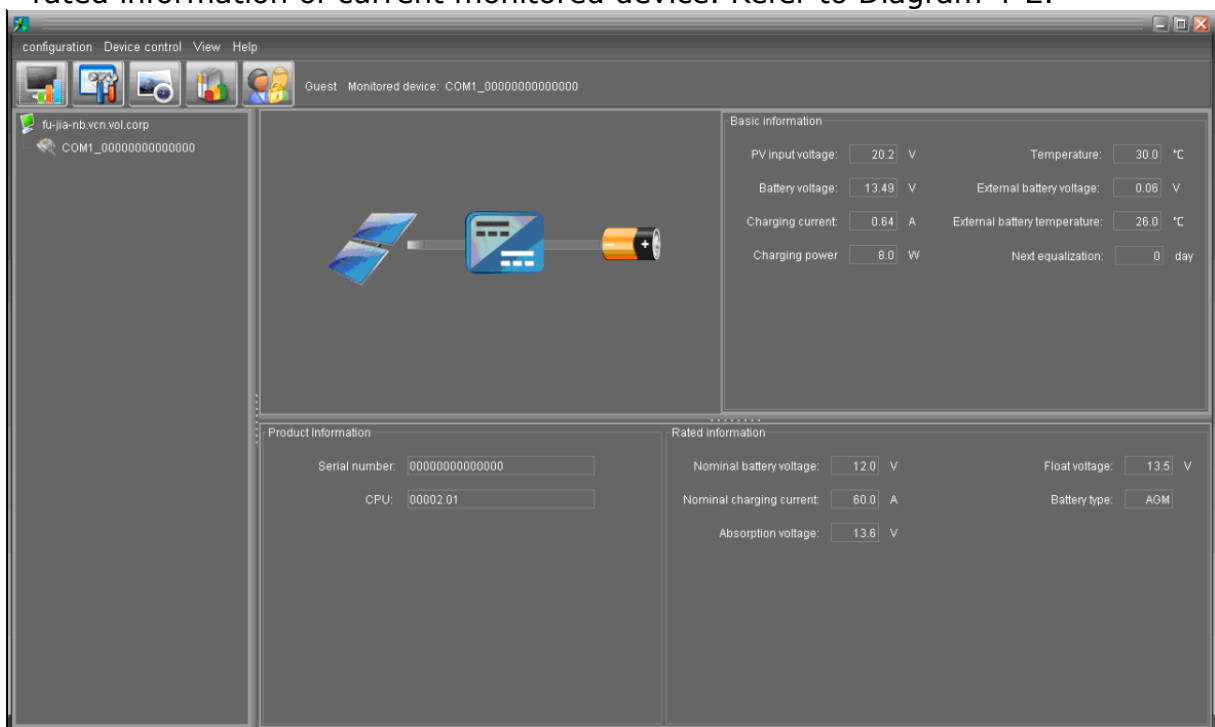 rated information of current monitored device. Refer to Diagram 4-2.
configuration Device control View Help
Guest Monitored device: COM1_00000000000000
fu-jia-nb.vcn.vol.corp
COM1_00000000000000
Basic information
PV input voltage: 20.2 V Temperature: 30.0 °C
Battery voltage: 13.49 V External battery voltage: 0.06 V
Charging current: 0.64 A External battery temperature: 26.0 °C
Charging power 8.0 W Next equalization: 0 day
Product Information
Serial number: 00000000000000
CPU: 00002.01
Rated information
Nominal battery voltage: 12.0 V Float voltage: 13.5 V
Nominal charging current: 60.0 A Battery type: AGM
Absorption voltage: 13.6 V